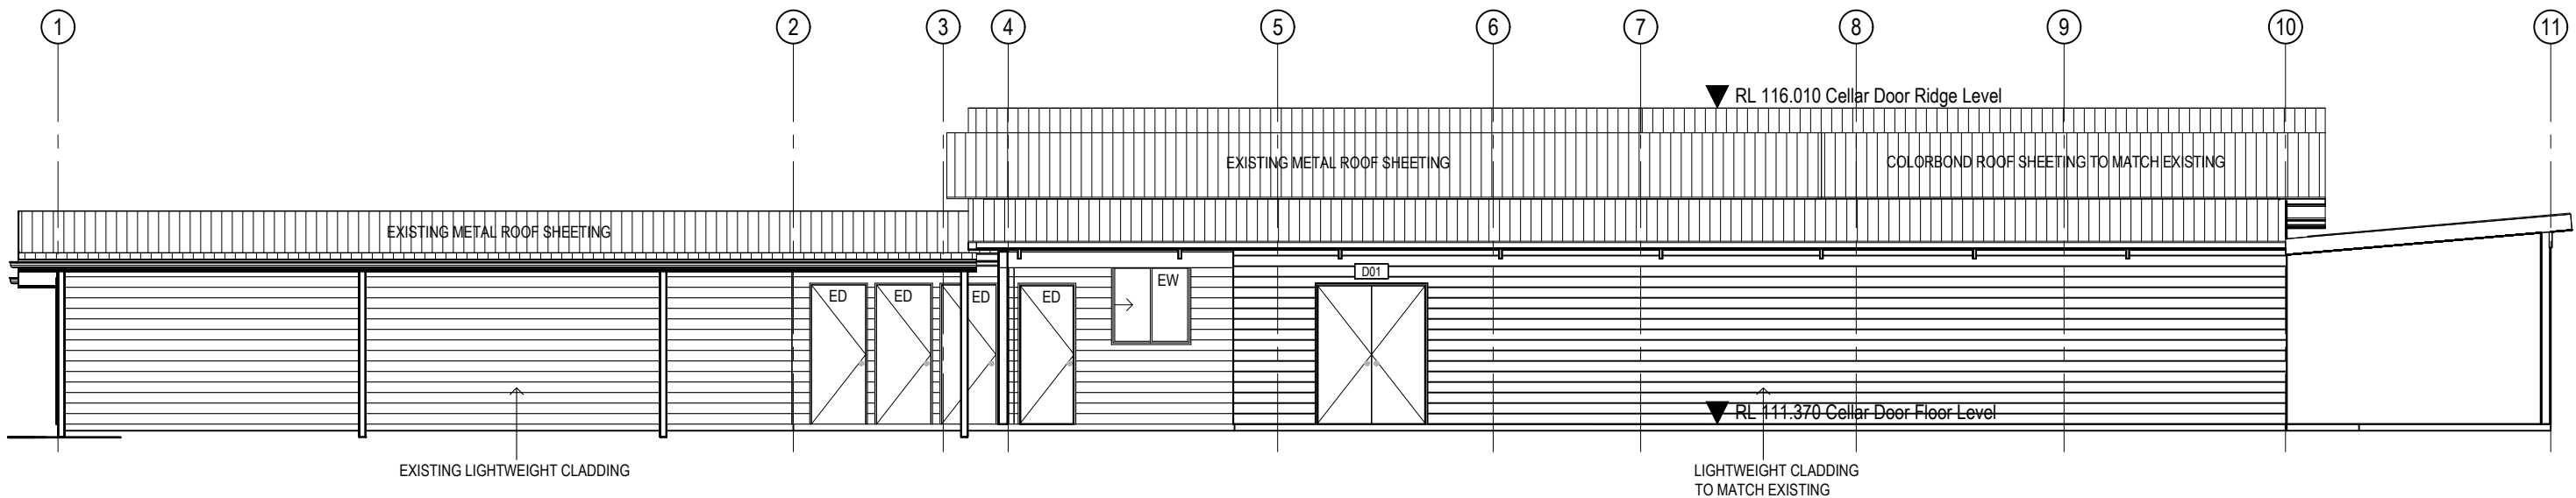 1 2 3 4 5 6 7 8 9 10 11
RL 116.010 Cellar Door Ridge Level
EXISTING METAL ROOF SHEETING
COLORBOND ROOF SHEETING TO MATCH EXISTING
EXISTING METAL ROOF SHEETING
D01
EW
ED ED ED ED
RL 111.370 Cellar Door Floor Level
EXISTING LIGHTWEIGHT CLADDING
LIGHTWEIGHT CLADDING
TO MATCH EXISTING